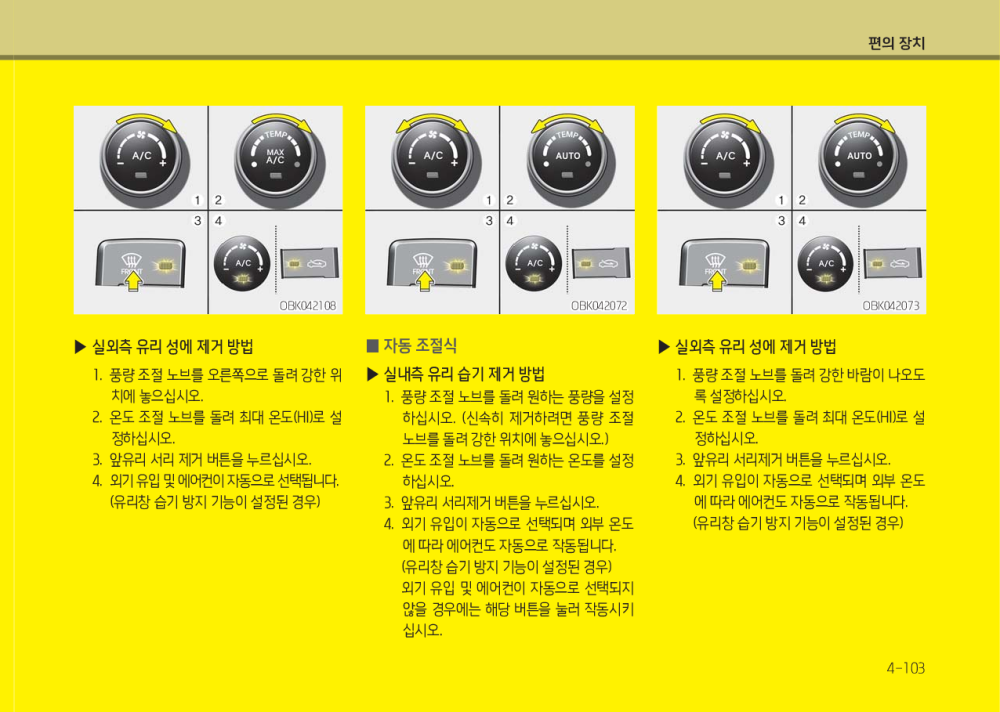 편의 장치
A/C
- +
1
TEMP
MAX
A/C
2
3
FRONT
4
A/C
- +
OBK042108
▶ 실외측 유리 성에 제거 방법
1. 풍량 조절 노브를 오른쪽으로 돌려 강한 위
치에 놓으십시오.
2. 온도 조절 노브를 돌려 최대 온도(HI)로 설
정하십시오.
3. 앞유리 서리 제거 버튼을 누르십시오.
4. 외기 유입 및 에어컨이 자동으로 선택됩니다.
(유리창 습기 방지 기능이 설정된 경우)
A/C
- +
1
TEMP
AUTO
2
3
FRONT
4
A/C
- +
OBK042072
■ 자동 조절식
▶ 실내측 유리 습기 제거 방법
1. 풍량 조절 노브를 돌려 원하는 풍량을 설정
하십시오. (신속히 제거하려면 풍량 조절
노브를 돌려 강한 위치에 놓으십시오.)
2. 온도 조절 노브를 돌려 원하는 온도를 설정
하십시오.
3. 앞유리 서리제거 버튼을 누르십시오.
4. 외기 유입이 자동으로 선택되며 외부 온도
에 따라 에어컨도 자동으로 작동됩니다.
(유리창 습기 방지 기능이 설정된 경우)
외기 유입 및 에어컨이 자동으로 선택되지
않을 경우에는 해당 버튼을 눌러 작동시키
십시오.
A/C
- +
1
TEMP
AUTO
2
3
FRONT
4
A/C
- +
OBK042073
▶ 실외측 유리 성에 제거 방법
1. 풍량 조절 노브를 돌려 강한 바람이 나오도
록 설정하십시오.
2. 온도 조절 노브를 돌려 최대 온도(HI)로 설
정하십시오.
3. 앞유리 서리제거 버튼을 누르십시오.
4. 외기 유입이 자동으로 선택되며 외부 온도
에 따라 에어컨도 자동으로 작동됩니다.
(유리창 습기 방지 기능이 설정된 경우)
4-103